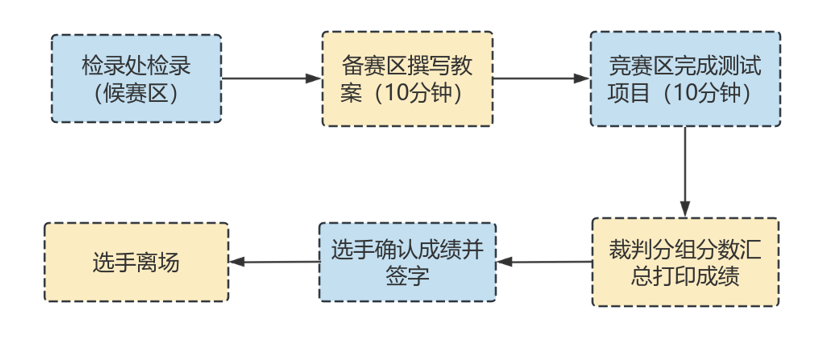 检录处检录
（候赛区）
备赛区撰写教
案（10分钟）
竞赛区完成测试
项目（10分钟）
裁判分组分数汇
总打印成绩
选手确认成绩并
签字
选手离场